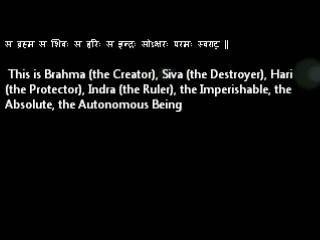 स ब्रह्म स शिवः स हरिः स इन्द्रः सोऽक्षरः परमः स्वराट् ||
This is Brahma (the Creator), Siva (the Destroyer), Hari
(the Protector), Indra (the Ruler), the Imperishable, the
Absolute, the Autonomous Being